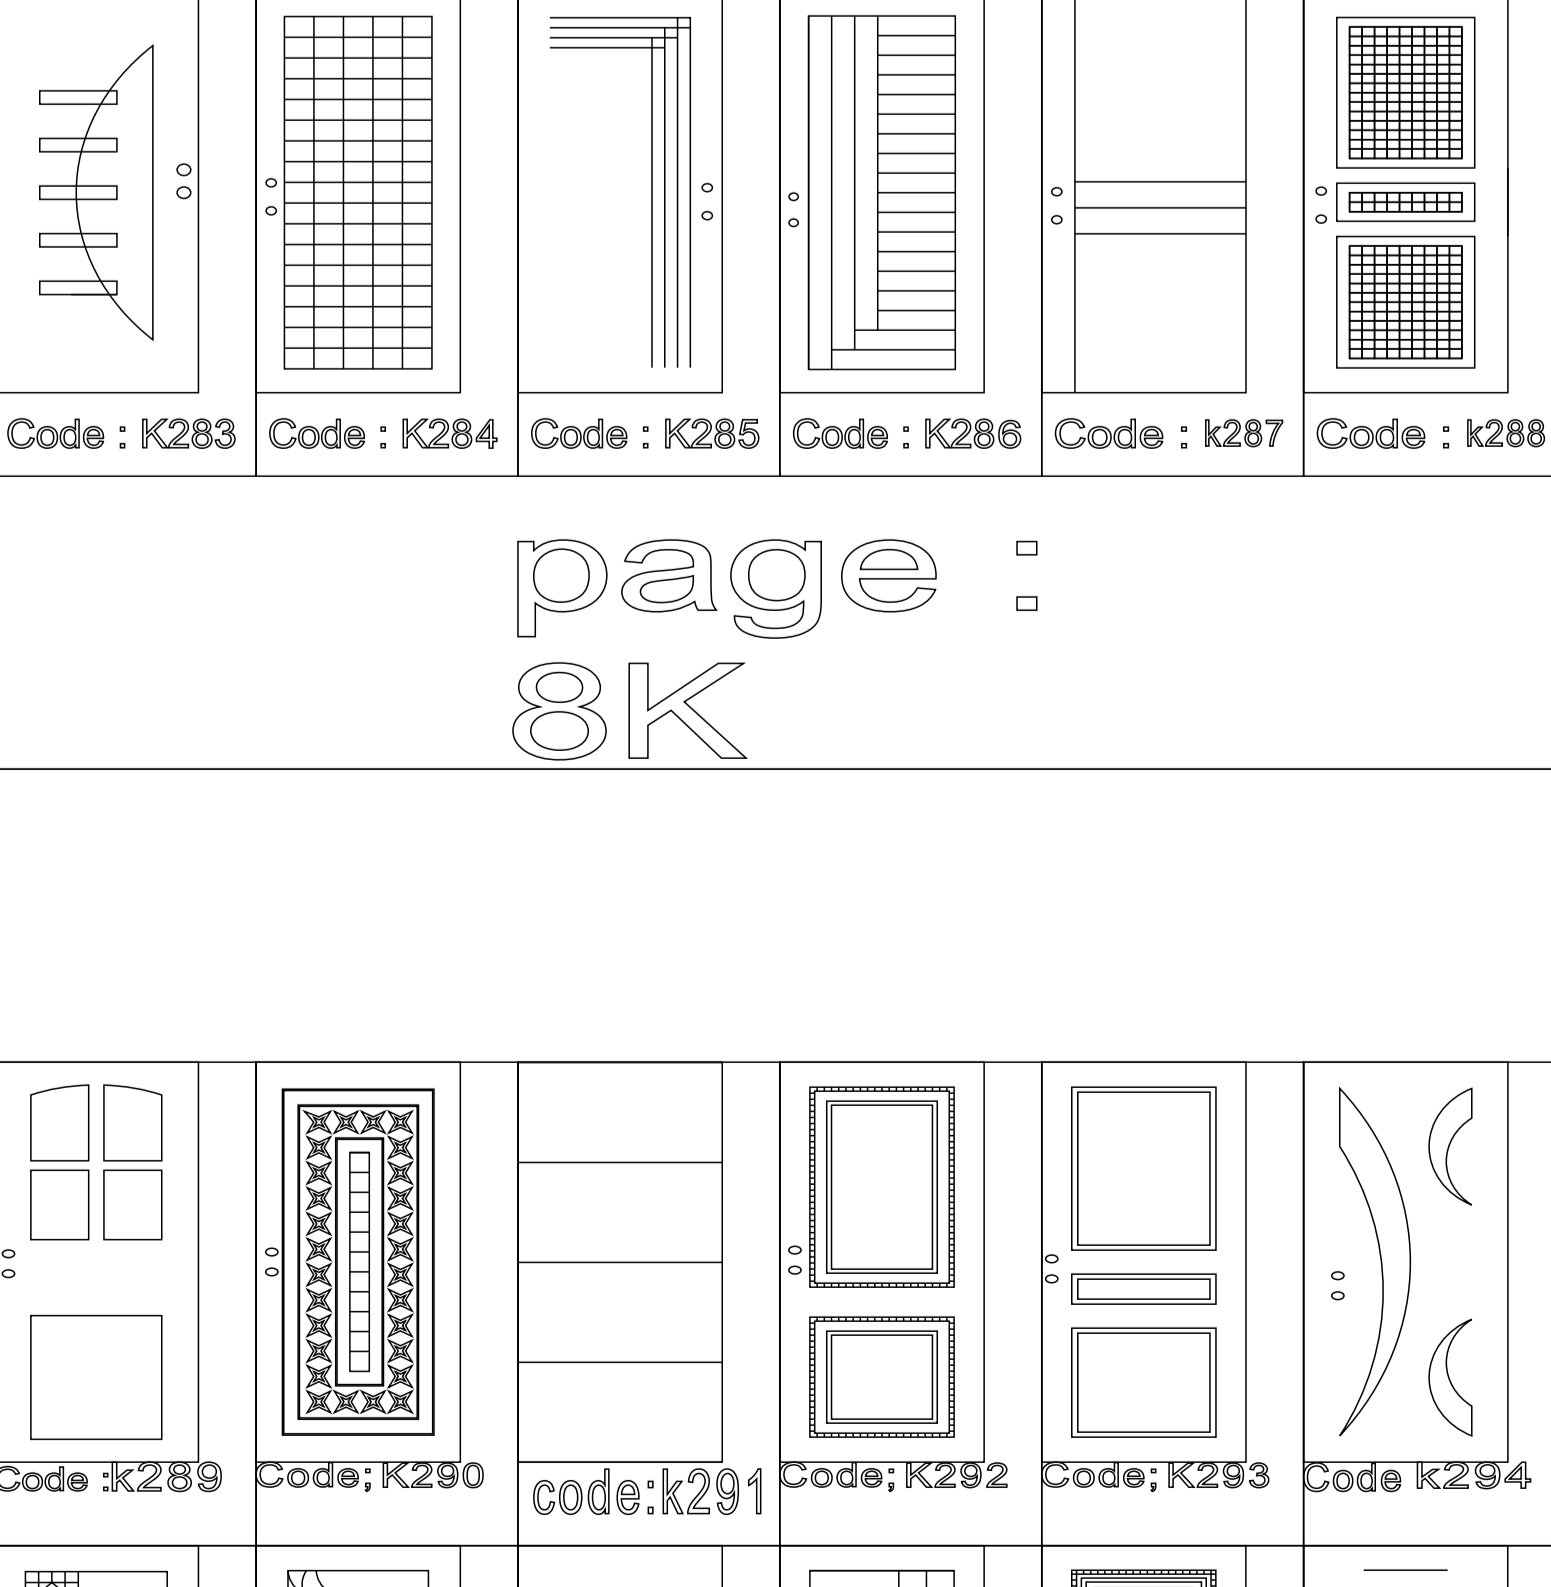 Code : K283
Code : K284
Code : K285
Code : K286
Code : k287
Code : k288
page :
8K
Code :k289
Code; K290
code:k291
Code; K292
Code; K293
Code k294